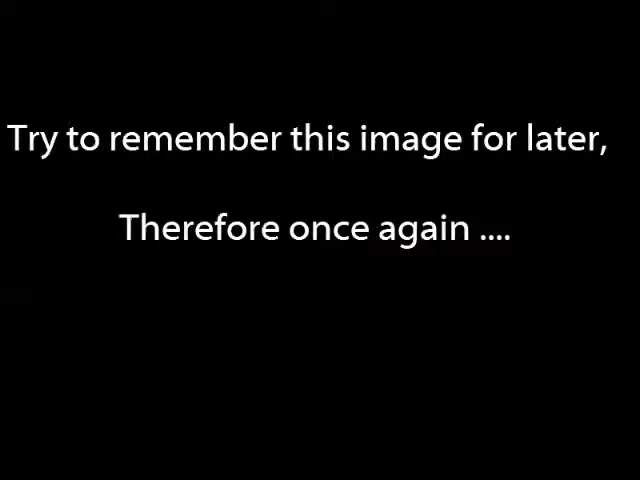 Try to remember this image for later,
Therefore once again ....